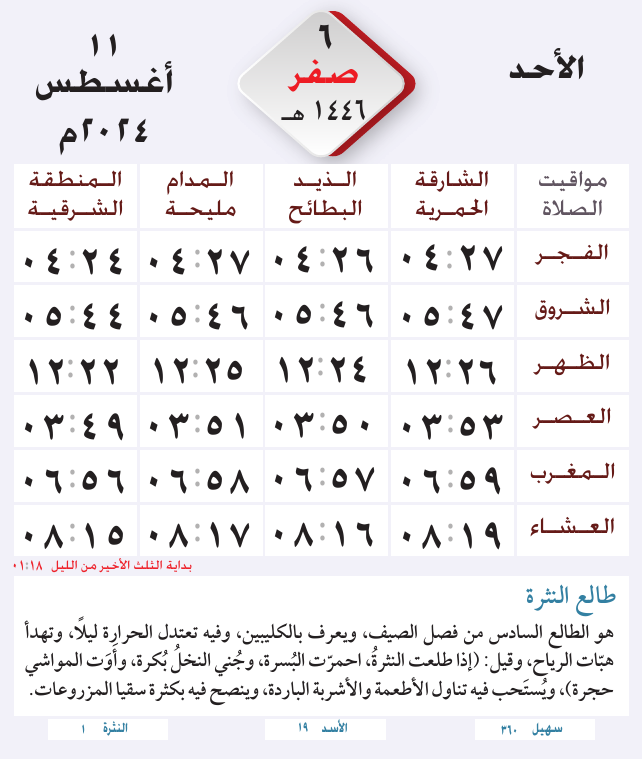 الأحد
٦
صفر
١٤٤٦ هـ
١١
أغسطس
٢٠٢٤م
مواقيت الصلاة | الشارقة الحمرية | الذيد البطائح | المدام مليحة | المنطقة الشرقية
الفجر ٠٤:٢٧ ٠٤:٢٦ ٠٤:٢٧ ٠٤:٢٤
الشروق ٠٥:٤٧ ٠٥:٤٦ ٠٥:٤٦ ٠٥:٤٤
الظهر ١٢:٢٦ ١٢:٢٤ ١٢:٢٥ ١٢:٢٢
العصر ٠٣:٥٣ ٠٣:٥٠ ٠٣:٥١ ٠٣:٤٩
المغرب ٠٦:٥٩ ٠٦:٥٧ ٠٦:٥٨ ٠٦:٥٦
العشاء ٠٨:١٩ ٠٨:١٦ ٠٨:١٧ ٠٨:١٥
بداية الثلث الأخير من الليل ٠١:١٨
طالع النثرة
هو الطالع السادس من فصل الصيف، ويعرف بالكليبين، وفيه تعتدل الحرارة ليلًا، وتهدأ
هبّات الرياح، وقيل: (إذا طلعت النثرةُ، احمرّت البُسرة، وجُني النخلُ بُكرة، وأَوَت المواشي
حجرة)، ويُستَحب فيه تناول الأطعمة والأشربة الباردة، وينصح فيه بكثرة سقيا المزروعات.
سهيل ٣٦٠
الأسد ١٩
النثرة ١